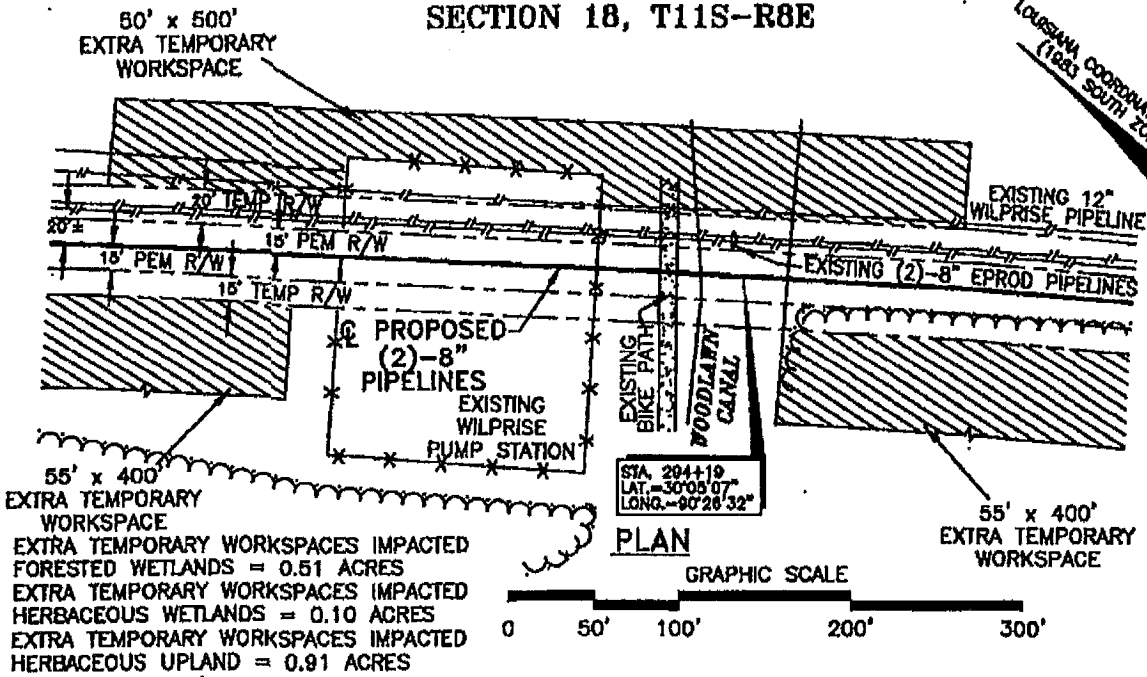 SECTION 18, T11S-R8E
50' x 500'
EXTRA TEMPORARY
WORKSPACE
LOUISIANA COORDINA
(1983 SOUTH ZO
EXISTING 12"
WILPRISE PIPELINE
20' TEMP R/W
20'±
15' PEM R/W
15' PEM R/W
EXISTING (2)-8" EPROD PIPELINES
15' TEMP R/W
℄ PROPOSED
(2)-8"
PIPELINES
EXISTING
WILPRISE
PUMP STATION
EXISTING
BIKE PATH
WOODLAWN
CANAL
STA. 294+19
LAT.=30°05'07"
LONG.=90°26'32"
55' x 400'
EXTRA TEMPORARY
WORKSPACE
55' x 400'
EXTRA TEMPORARY
WORKSPACE
PLAN
EXTRA TEMPORARY WORKSPACES IMPACTED
FORESTED WETLANDS = 0.51 ACRES
EXTRA TEMPORARY WORKSPACES IMPACTED
HERBACEOUS WETLANDS = 0.10 ACRES
EXTRA TEMPORARY WORKSPACES IMPACTED
HERBACEOUS UPLAND = 0.91 ACRES
GRAPHIC SCALE
0 50' 100' 200' 300'